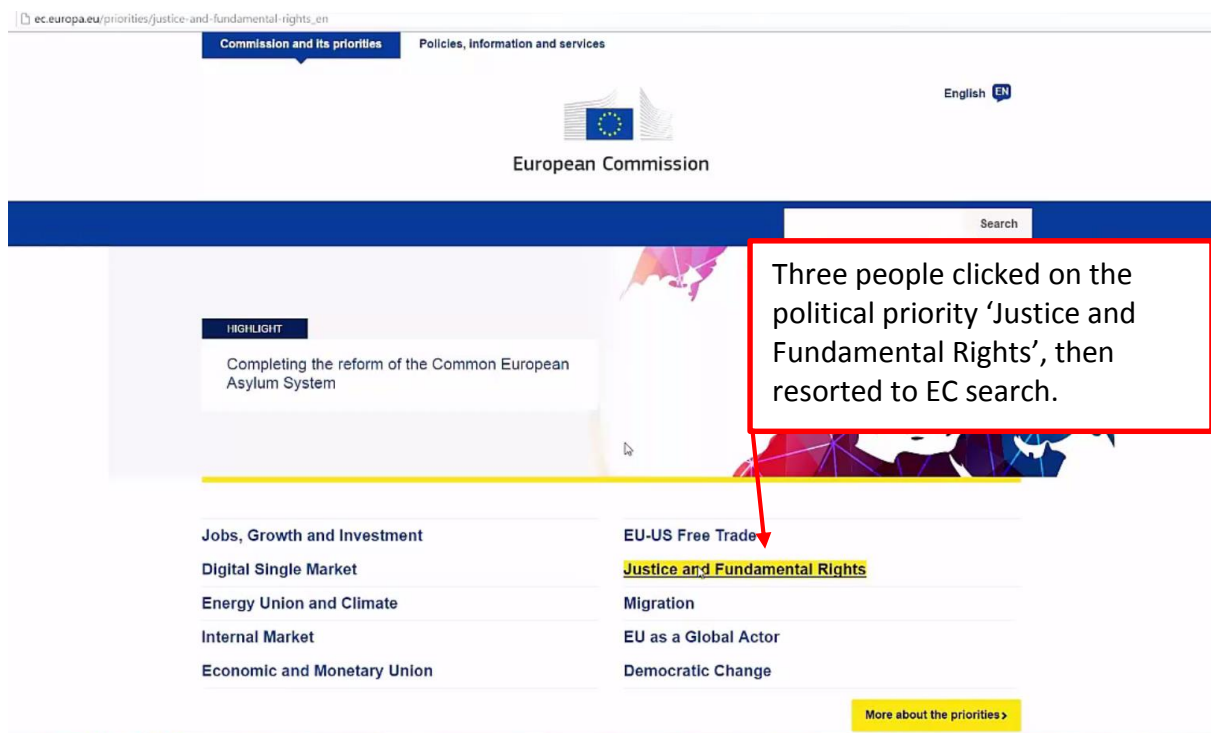 ec.europa.eu/priorities/justice-and-fundamental-rights_en
Commission and its priorities
Policies, information and services
English EN
European Commission
Search
Three people clicked on the
political priority ‘Justice and
Fundamental Rights’, then
resorted to EC search.
HIGHLIGHT
Completing the reform of the Common European
Asylum System
Jobs, Growth and Investment
Digital Single Market
Energy Union and Climate
Internal Market
Economic and Monetary Union
EU-US Free Trade
Justice and Fundamental Rights
Migration
EU as a Global Actor
Democratic Change
More about the priorities>